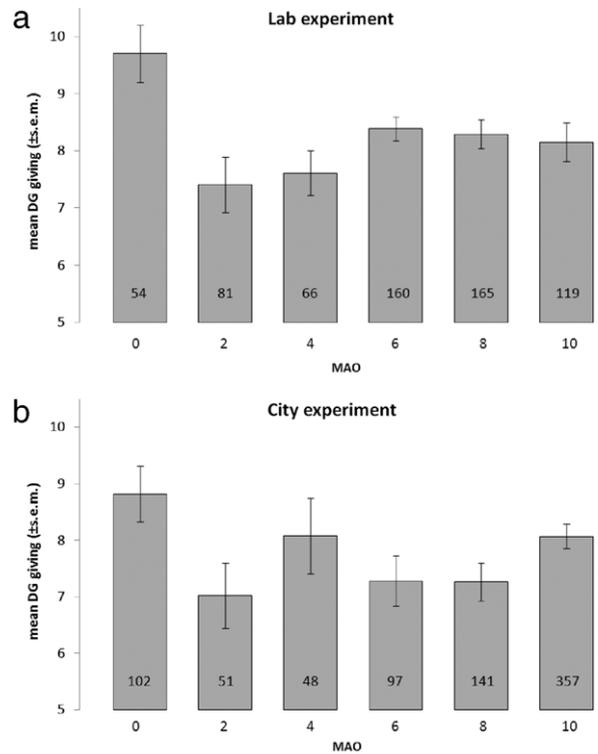 a
Lab experiment
mean DG giving (±s.e.m.)
10
9
8
7
6
5
54 81 66 160 165 119
0 2 4 6 8 10
MAO
b
City experiment
mean DG giving (±s.e.m.)
10
9
8
7
6
5
102 51 48 97 141 357
0 2 4 6 8 10
MAO